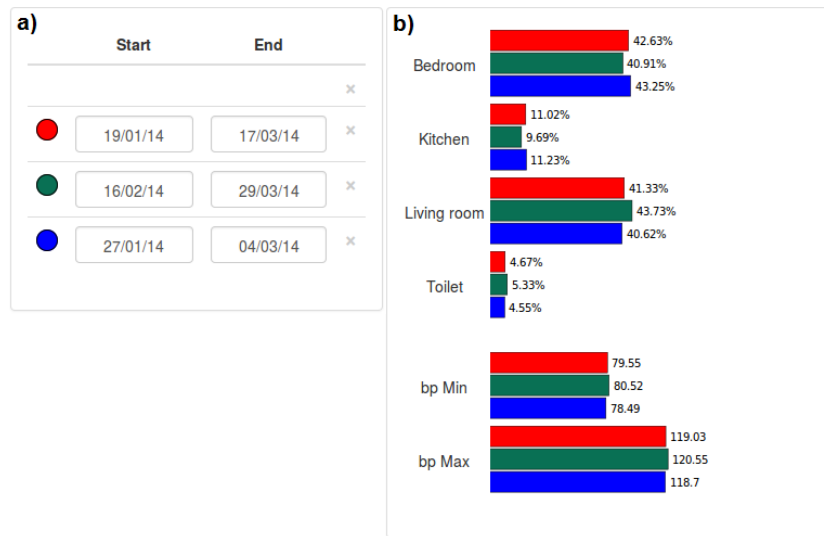 a)
Start End
×
19/01/14 17/03/14 ×
16/02/14 29/03/14 ×
27/01/14 04/03/14 ×
b)
42.63%
Bedroom 40.91%
43.25%
11.02%
Kitchen 9.69%
11.23%
41.33%
Living room 43.73%
40.62%
4.67%
Toilet 5.33%
4.55%
79.55
bp Min 80.52
78.49
119.03
bp Max 120.55
118.7